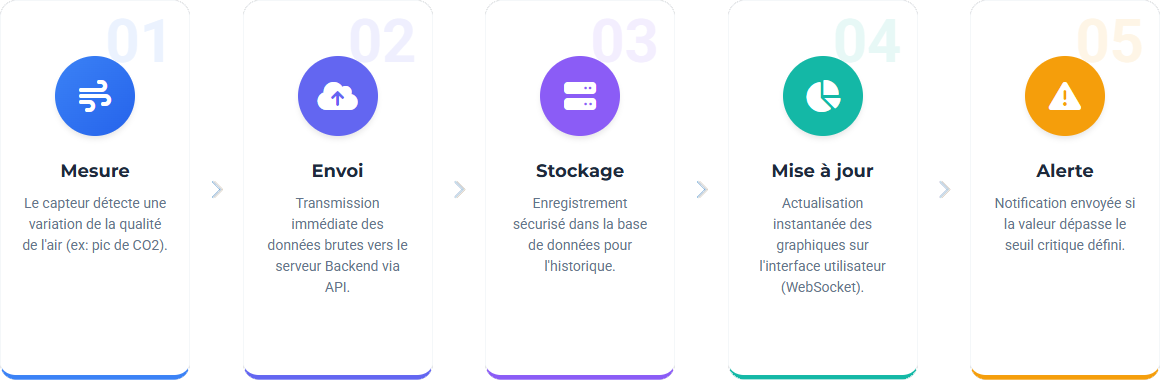 01
Mesure
Le capteur détecte une
variation de la qualité
de l'air (ex: pic de CO2).
02
Envoi
Transmission
immédiate des
données brutes vers le
serveur Backend via
API.
03
Stockage
Enregistrement
sécurisé dans la base
de données pour
l'historique.
04
Mise à jour
Actualisation
instantanée des
graphiques sur
l'interface utilisateur
(WebSocket).
05
Alerte
Notification envoyée si
la valeur dépasse le
seuil critique défini.